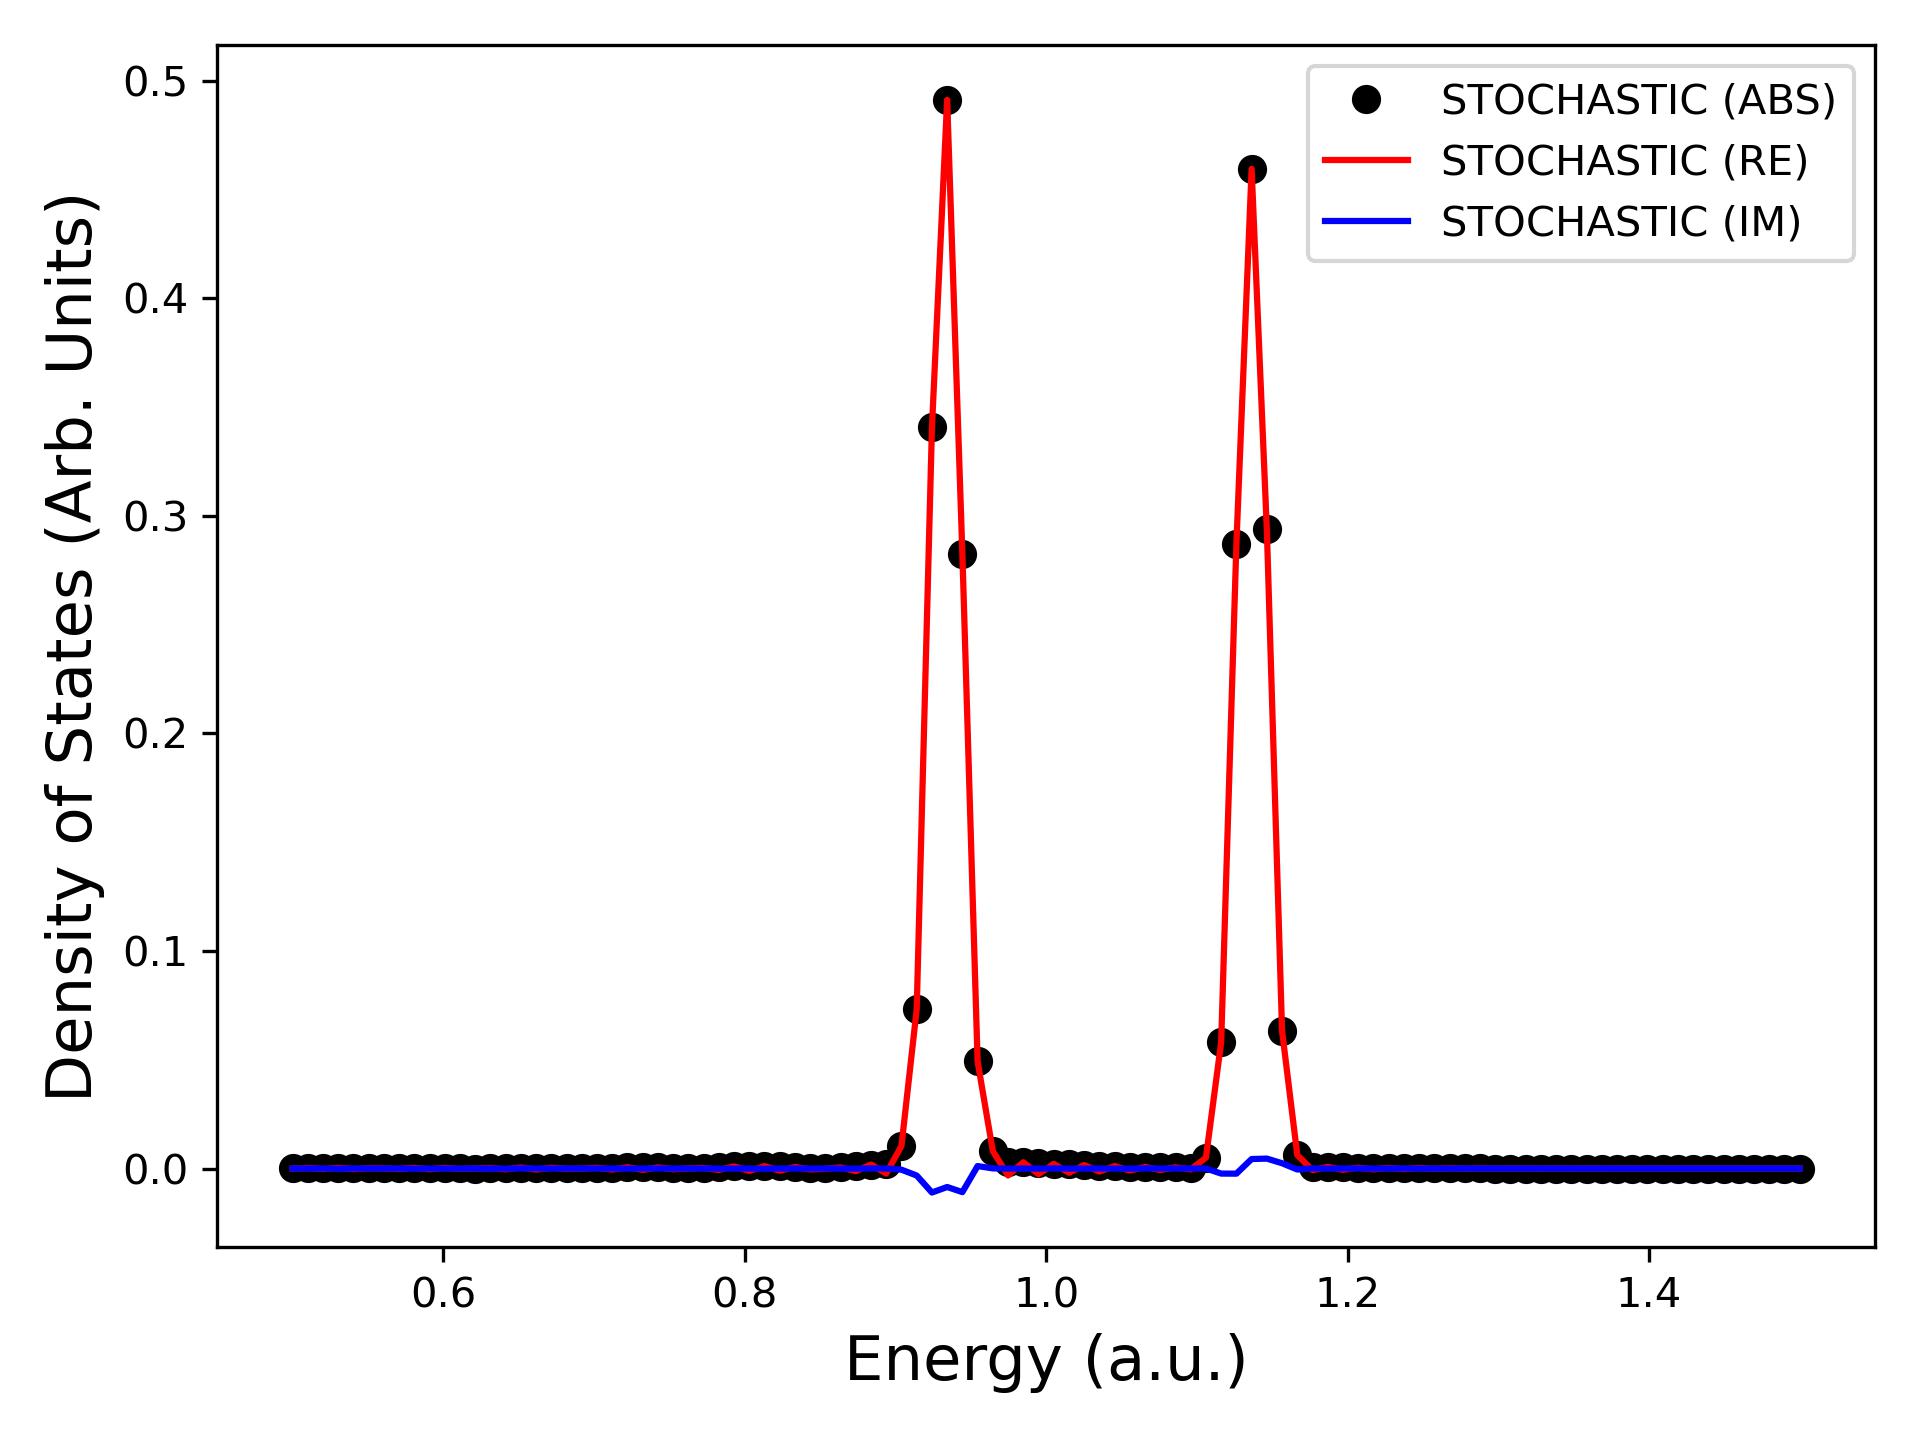 STOCHASTIC (ABS)
STOCHASTIC (RE)
STOCHASTIC (IM)
Density of States (Arb. Units)
0.5
0.4
0.3
0.2
0.1
0.0
0.6 0.8 1.0 1.2 1.4
Energy (a.u.)